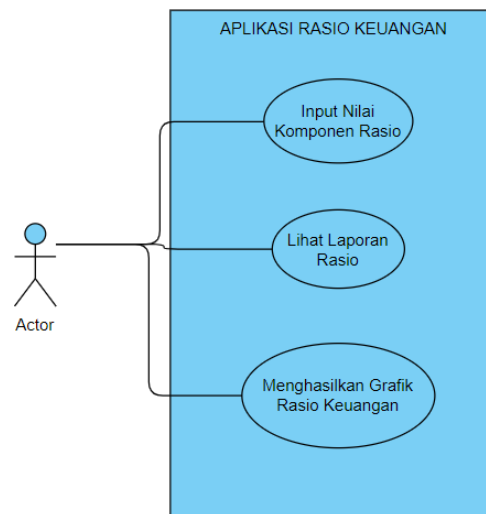 APLIKASI RASIO KEUANGAN
Input Nilai
Komponen Rasio
Lihat Laporan
Rasio
Actor
Menghasilkan Grafik
Rasio Keuangan